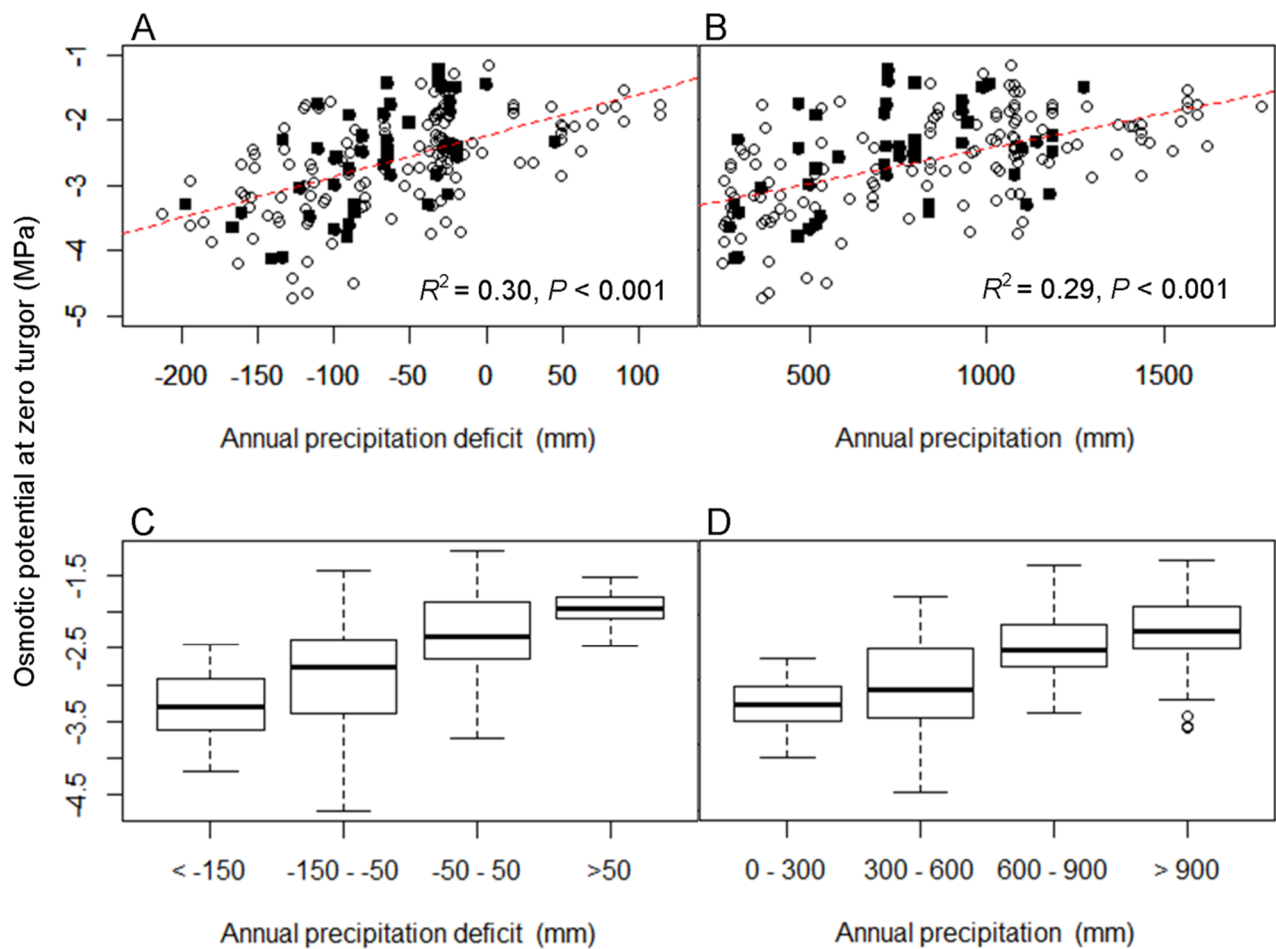 A
B
-1
-2
-3
-4
-5
R² = 0.30, P < 0.001
R² = 0.29, P < 0.001
-200 -150 -100 -50 0 50 100
500 1000 1500
Annual precipitation deficit (mm)
Annual precipitation (mm)
Osmotic potential at zero turgor (MPa)
C
D
-1.5
-2.5
-3.5
-4.5
< -150 -150 - -50 -50 - 50 >50
0 - 300 300 - 600 600 - 900 > 900
Annual precipitation deficit (mm)
Annual precipitation (mm)